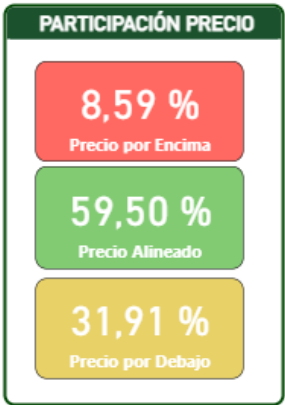 PARTICIPACIÓN PRECIO
8,59 %
Precio por Encima
59,50 %
Precio Alineado
31,91 %
Precio por Debajo